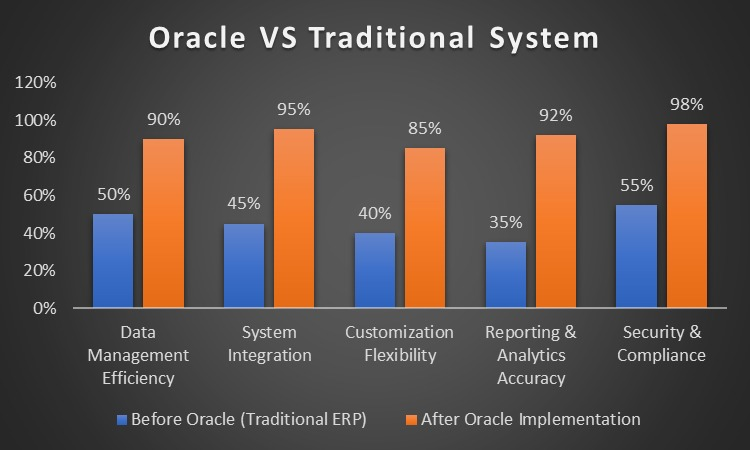 Oracle VS Traditional System
120%
100%
80%
60%
40%
20%
0%
50%
90%
45%
95%
40%
85%
35%
92%
55%
98%
Data
Management
Efficiency
System
Integration
Customization
Flexibility
Reporting &
Analytics
Accuracy
Security &
Compliance
Before Oracle (Traditional ERP)
After Oracle Implementation